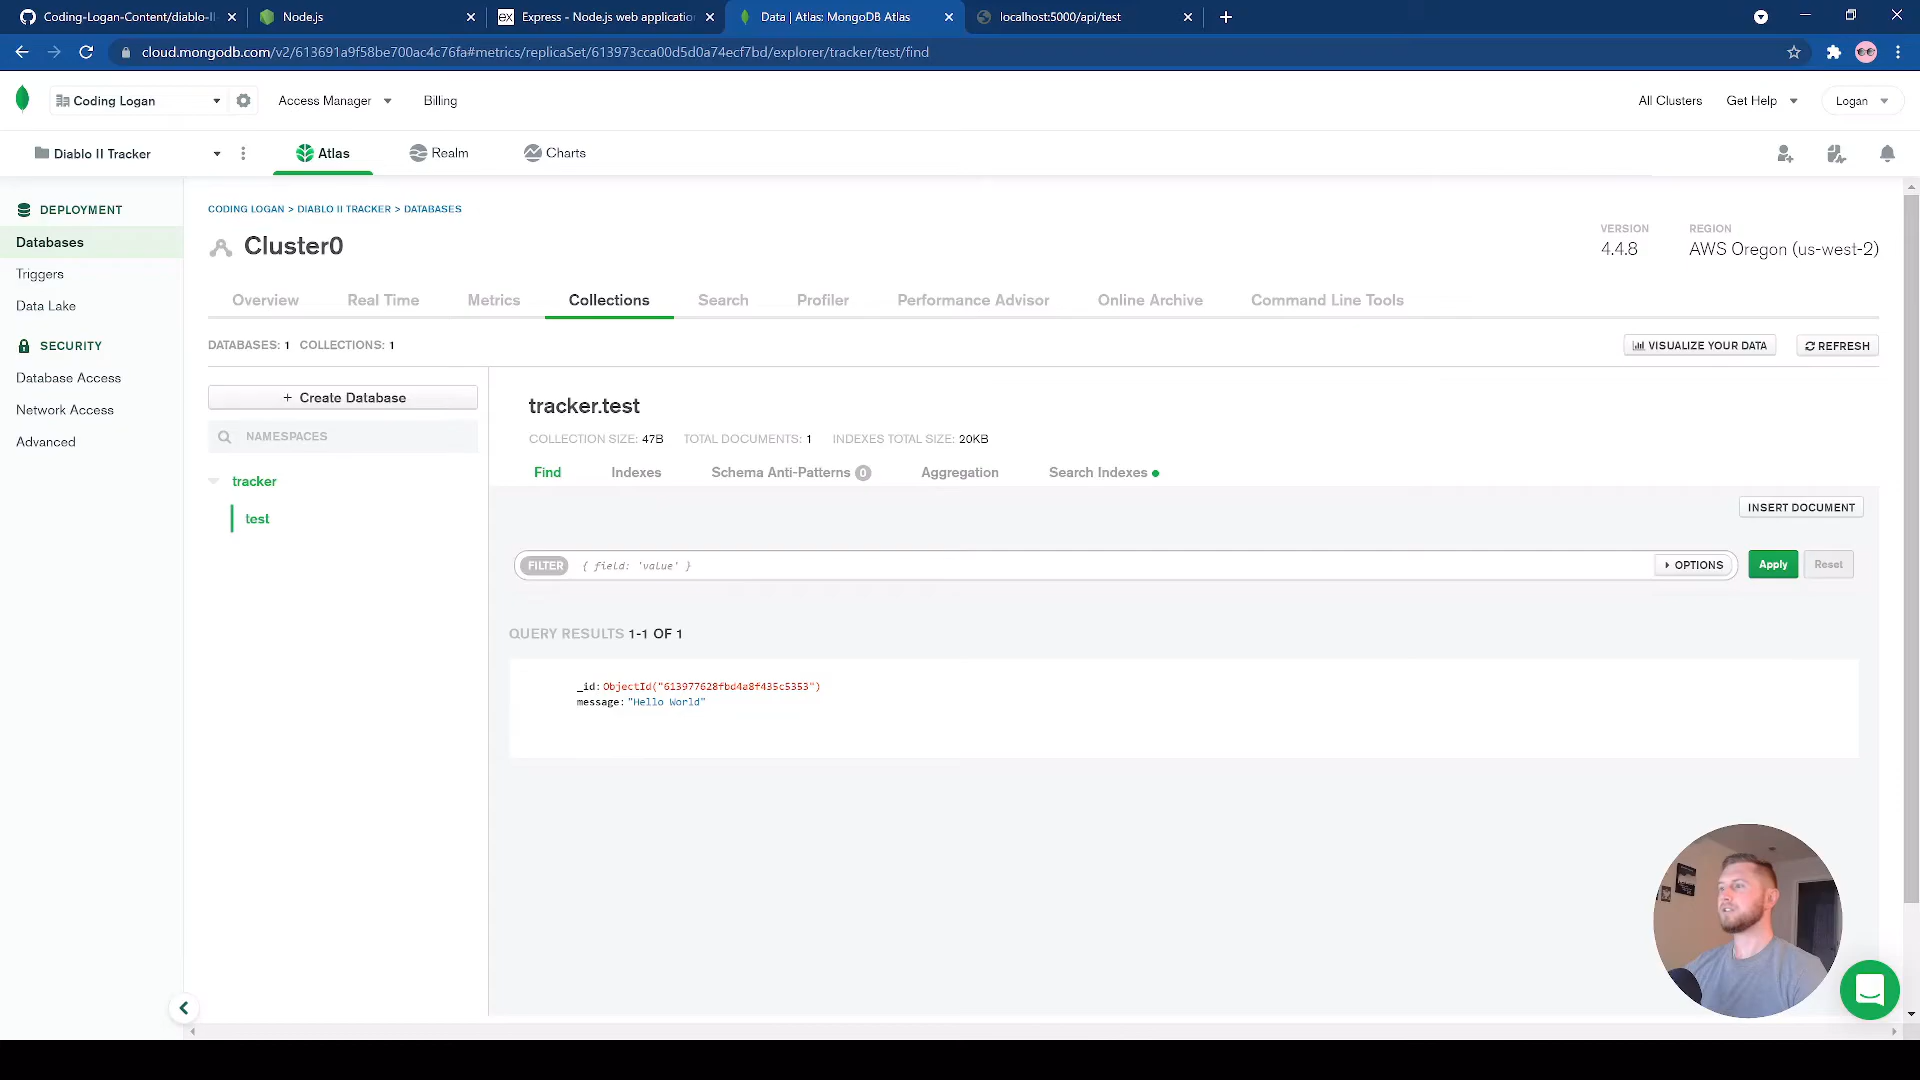 Coding-Logan-Content/diablo-II-
Node.js
Express - Node.js web application
Data | Atlas: MongoDB Atlas
localhost:5000/api/test
cloud.mongodb.com/v2/613691a9f58be700ac4c76fa#metrics/replicaSet/613973cca00d5d0a74ecf7bd/explorer/tracker/test/find
Coding Logan
Access Manager
Billing
All Clusters
Get Help
Logan
Diablo II Tracker
Atlas
Realm
Charts
DEPLOYMENT
Databases
Triggers
Data Lake
SECURITY
Database Access
Network Access
Advanced
CODING LOGAN > DIABLO II TRACKER > DATABASES
Cluster0
VERSION
4.4.8
REGION
AWS Oregon (us-west-2)
Overview
Real Time
Metrics
Collections
Search
Profiler
Performance Advisor
Online Archive
Command Line Tools
DATABASES: 1 COLLECTIONS: 1
VISUALIZE YOUR DATA
REFRESH
+ Create Database
NAMESPACES
tracker
test
tracker.test
COLLECTION SIZE: 47B TOTAL DOCUMENTS: 1 INDEXES TOTAL SIZE: 20KB
Find
Indexes
Schema Anti-Patterns 0
Aggregation
Search Indexes
INSERT DOCUMENT
FILTER { field: 'value' }
OPTIONS
Apply
Reset
QUERY RESULTS 1-1 OF 1
_id: ObjectId("613977628fbd4a8f435c5353")
message: "Hello World"